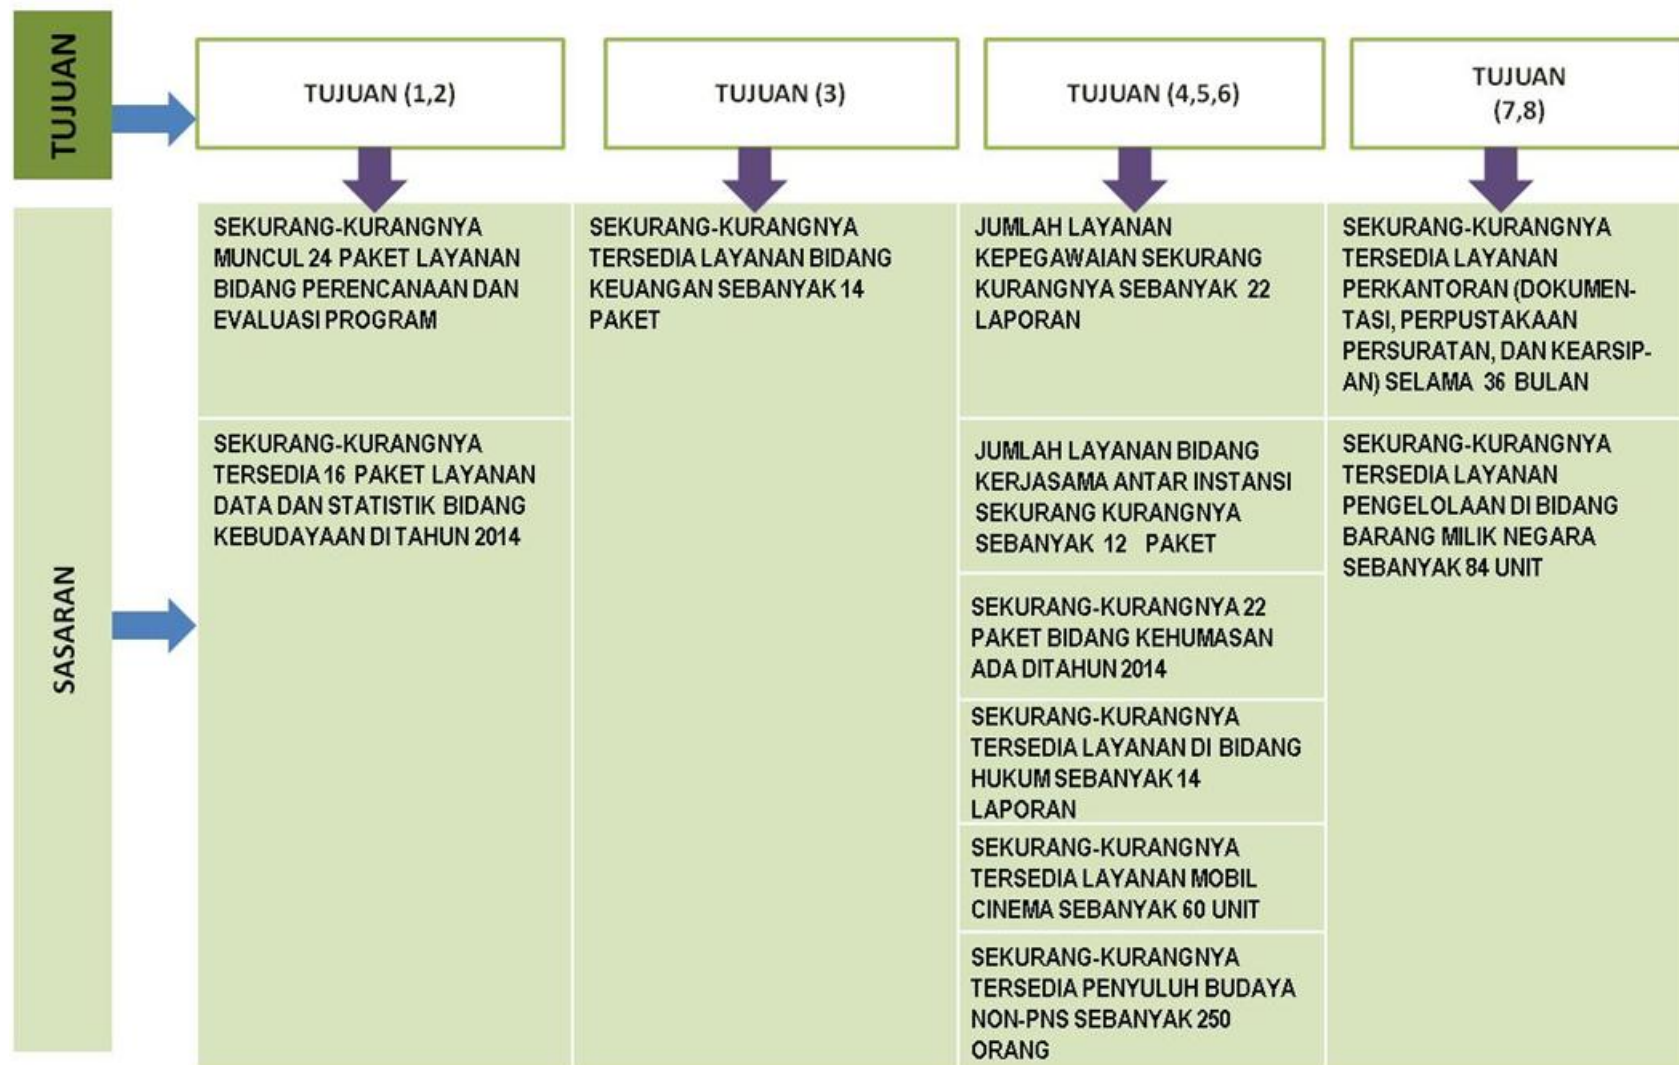 TUJUAN
TUJUAN (1,2)
TUJUAN (3)
TUJUAN (4,5,6)
TUJUAN
(7,8)
SASARAN
SEKURANG-KURANGNYA
MUNCUL 24 PAKET LAYANAN
BIDANG PERENCANAAN DAN
EVALUASI PROGRAM
SEKURANG-KURANGNYA
TERSEDIA 16 PAKET LAYANAN
DATA DAN STATISTIK BIDANG
KEBUDAYAAN DI TAHUN 2014
SEKURANG-KURANGNYA
TERSEDIA LAYANAN BIDANG
KEUANGAN SEBANYAK 14
PAKET
JUMLAH LAYANAN
KEPEGAWAIAN SEKURANG
KURANGNYA SEBANYAK 22
LAPORAN
JUMLAH LAYANAN BIDANG
KERJASAMA ANTAR INSTANSI
SEKURANG KURANGNYA
SEBANYAK 12 PAKET
SEKURANG-KURANGNYA 22
PAKET BIDANG KEHUMASAN
ADA DITAHUN 2014
SEKURANG-KURANGNYA
TERSEDIA LAYANAN DI BIDANG
HUKUM SEBANYAK 14
LAPORAN
SEKURANG-KURANGNYA
TERSEDIA LAYANAN MOBIL
CINEMA SEBANYAK 60 UNIT
SEKURANG-KURANGNYA
TERSEDIA PENYULUH BUDAYA
NON-PNS SEBANYAK 250
ORANG
SEKURANG-KURANGNYA
TERSEDIA LAYANAN
PERKANTORAN (DOKUMEN-
TASI, PERPUSTAKAAN
PERSURATAN, DAN KEARSIP-
AN) SELAMA 36 BULAN
SEKURANG-KURANGNYA
TERSEDIA LAYANAN
PENGELOLAAN DI BIDANG
BARANG MILIK NEGARA
SEBANYAK 84 UNIT